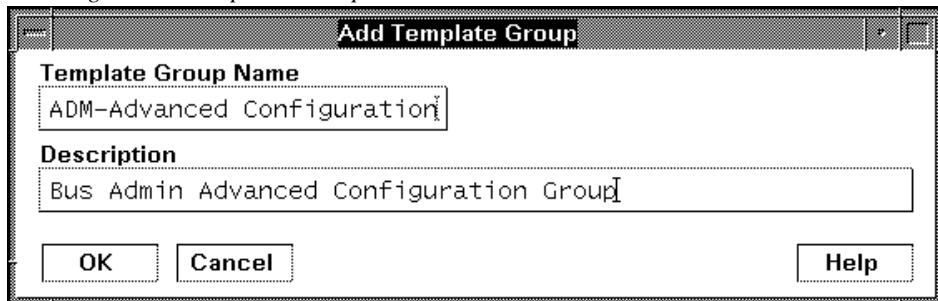 Add Template Group
Template Group Name
ADM-Advanced Configuration
Description
Bus Admin Advanced Configuration Group
OK Cancel Help